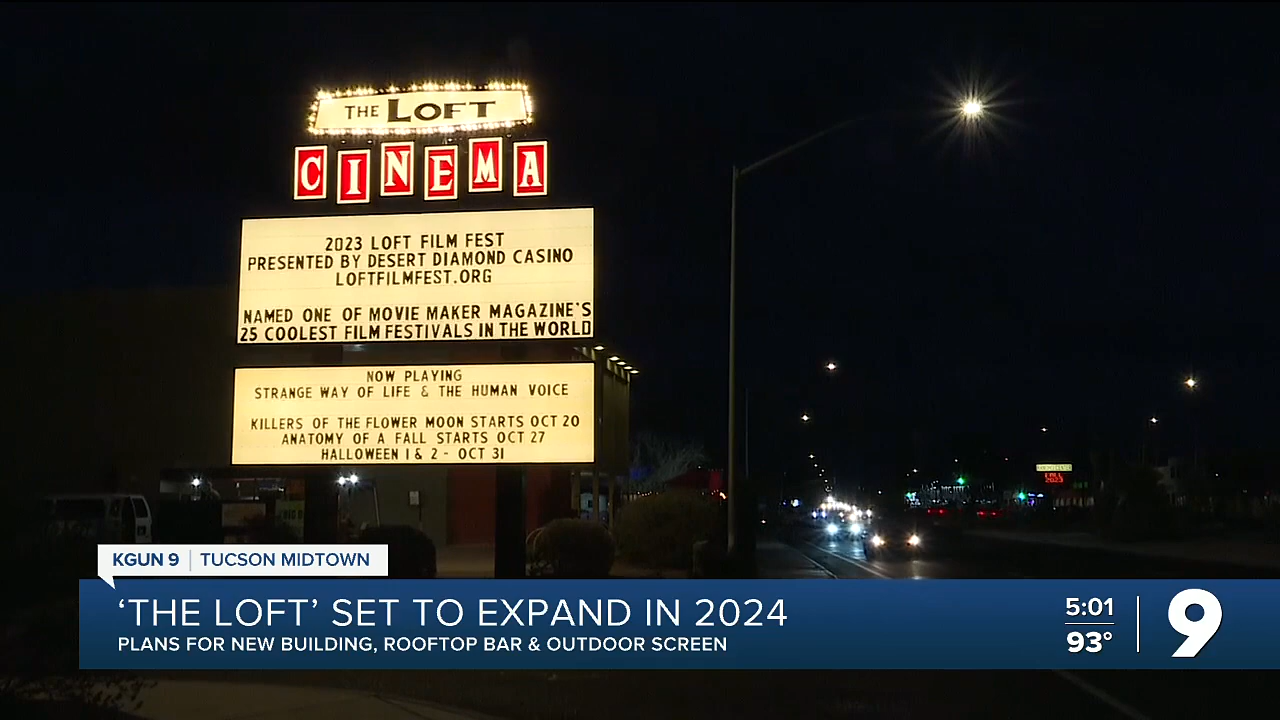 THE LOFT
CINEMA
2023 LOFT FILM FEST
PRESENTED BY DESERT DIAMOND CASINO
LOFTFILMFEST.ORG
NAMED ONE OF MOVIE MAKER MAGAZINE'S
25 COOLEST FILM FESTIVALS IN THE WORLD
NOW PLAYING
STRANGE WAY OF LIFE & THE HUMAN VOICE
KILLERS OF THE FLOWER MOON STARTS OCT 20
ANATOMY OF A FALL STARTS OCT 27
HALLOWEEN 1 & 2 - OCT 31
KGUN 9 | TUCSON MIDTOWN
‘THE LOFT’ SET TO EXPAND IN 2024
PLANS FOR NEW BUILDING, ROOFTOP BAR & OUTDOOR SCREEN
5:01
93°
9